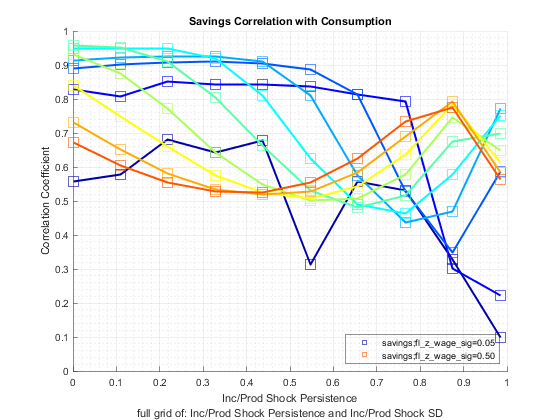 Savings Correlation with Consumption
1
0.9
0.8
0.7
0.6
0.5
0.4
0.3
0.2
0.1
0
Correlation Coefficient
savings;fl_z_wage_sig=0.05
savings;fl_z_wage_sig=0.50
0 0.1 0.2 0.3 0.4 0.5 0.6 0.7 0.8 0.9 1
Inc/Prod Shock Persistence
full grid of: Inc/Prod Shock Persistence and Inc/Prod Shock SD